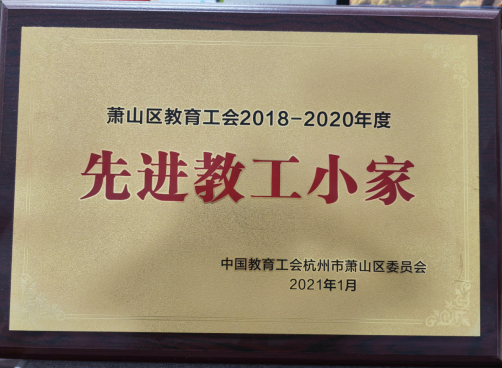 萧山区教育工会2018-2020年度
先进教工小家
中国教育工会杭州市萧山区委员会
2021年1月